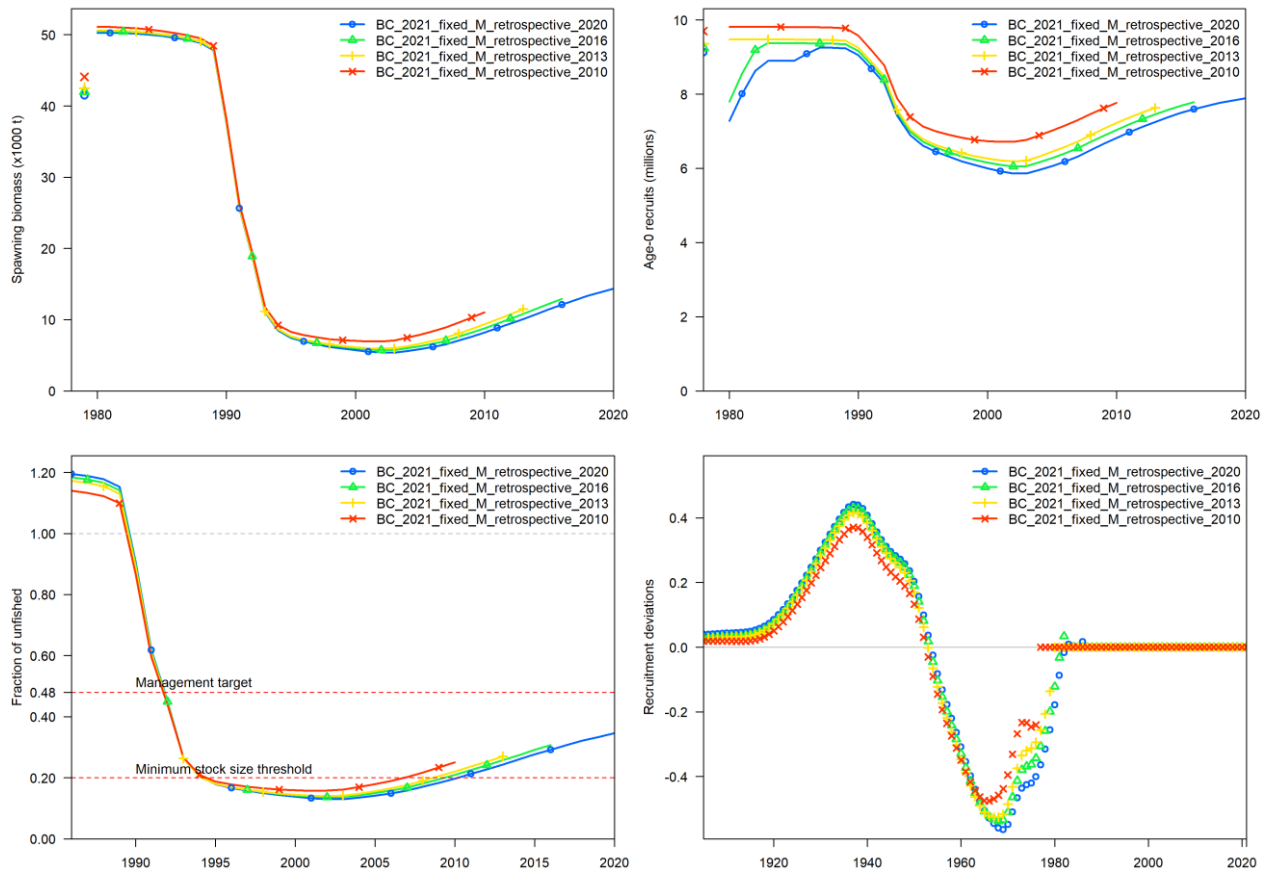 Spawning biomass (x1000 t)
50
40
30
20
10
0
1980
1990
2000
2010
2020
BC_2021_fixed_M_retrospective_2020
BC_2021_fixed_M_retrospective_2016
BC_2021_fixed_M_retrospective_2013
BC_2021_fixed_M_retrospective_2010
Age-0 recruits (millions)
10
8
6
4
2
0
1980
1990
2000
2010
2020
BC_2021_fixed_M_retrospective_2020
BC_2021_fixed_M_retrospective_2016
BC_2021_fixed_M_retrospective_2013
BC_2021_fixed_M_retrospective_2010
Fraction of unfished
1.20
1.00
0.80
0.60
0.48
0.40
0.20
0.00
Management target
Minimum stock size threshold
1990
1995
2000
2005
2010
2015
2020
BC_2021_fixed_M_retrospective_2020
BC_2021_fixed_M_retrospective_2016
BC_2021_fixed_M_retrospective_2013
BC_2021_fixed_M_retrospective_2010
Recruitment deviations
0.4
0.2
0.0
-0.2
-0.4
1920
1940
1960
1980
2000
2020
BC_2021_fixed_M_retrospective_2020
BC_2021_fixed_M_retrospective_2016
BC_2021_fixed_M_retrospective_2013
BC_2021_fixed_M_retrospective_2010